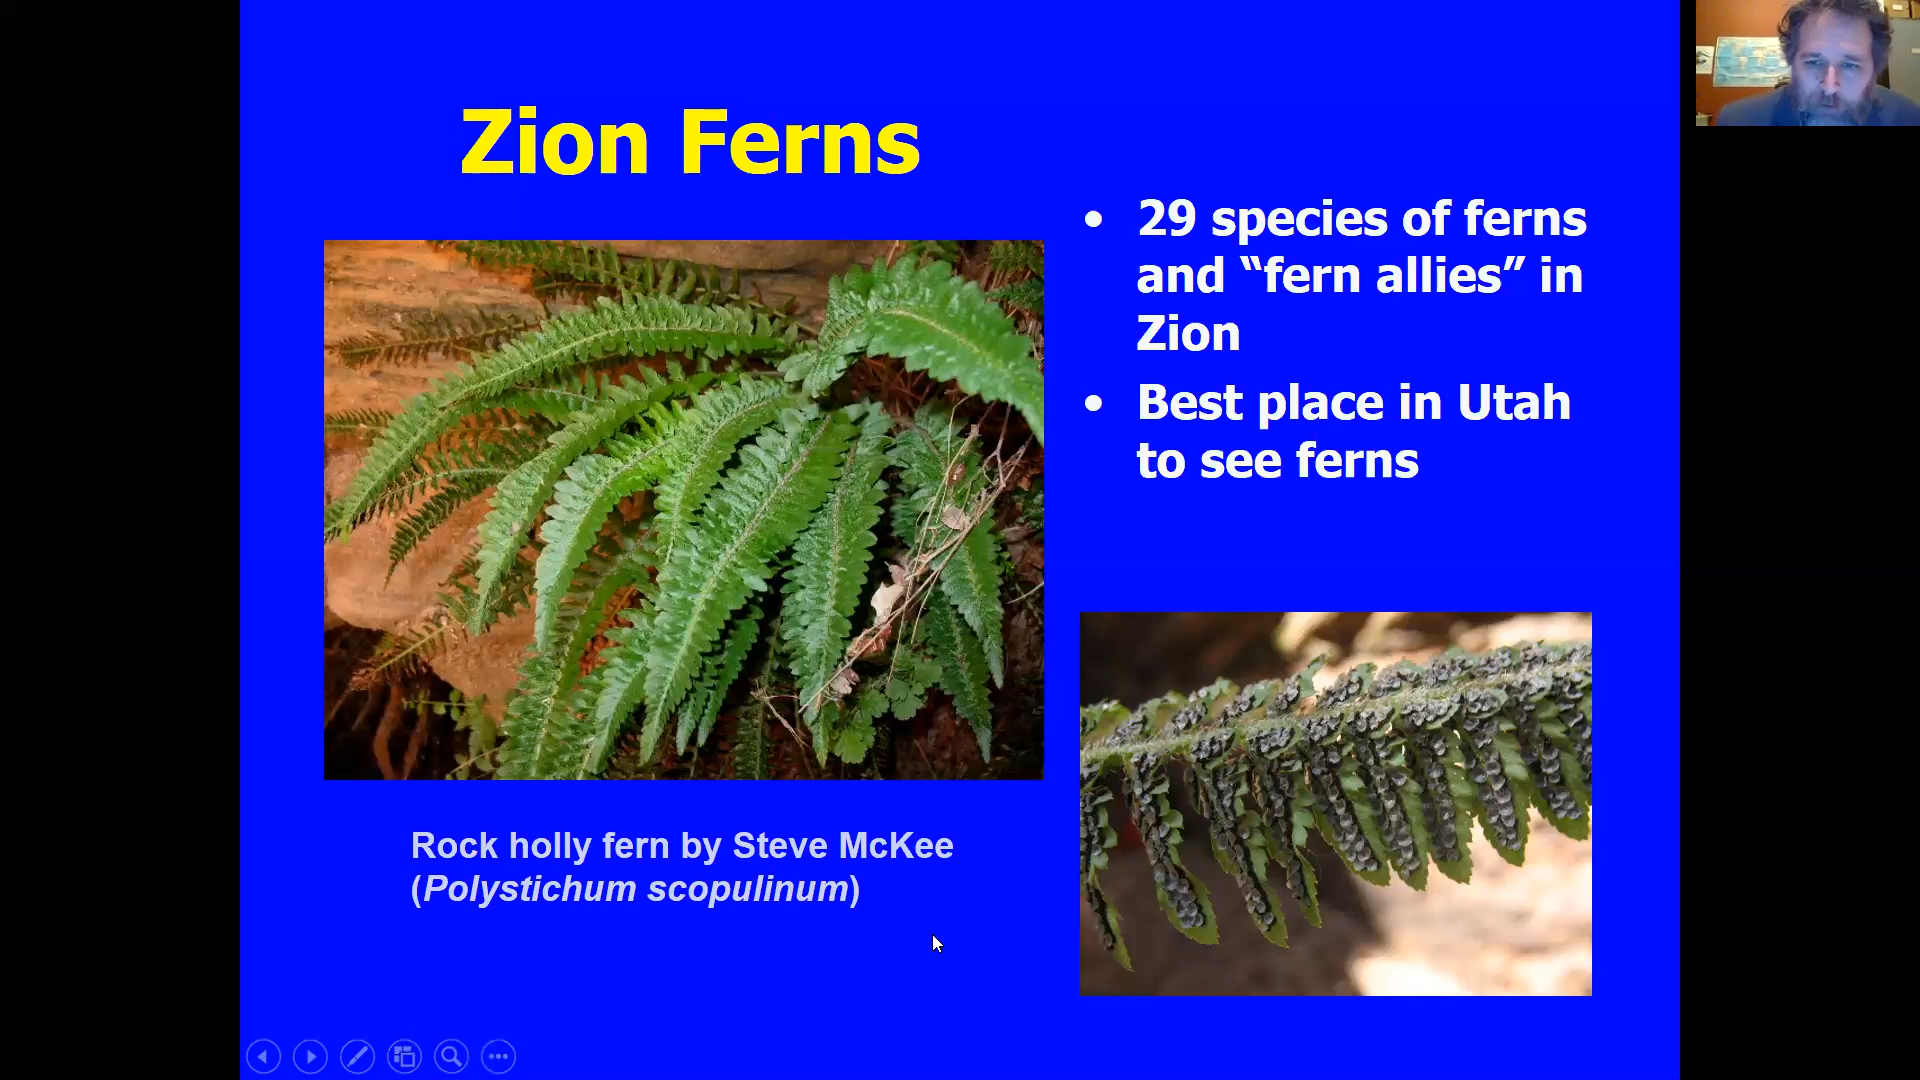 Zion Ferns
• 29 species of ferns
and “fern allies” in
Zion
• Best place in Utah
to see ferns
Rock holly fern by Steve McKee
(Polystichum scopulinum)